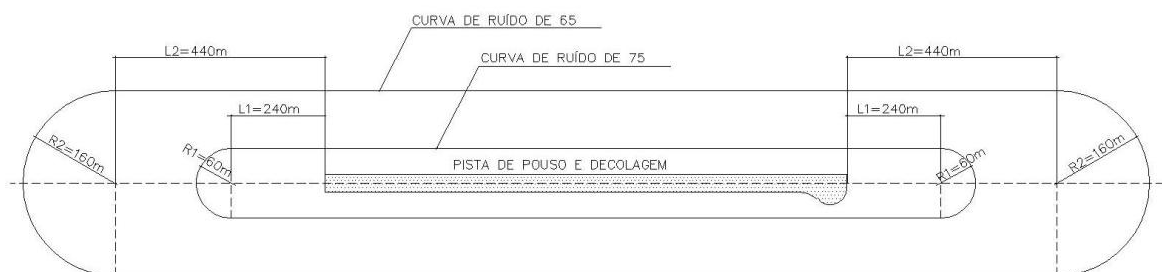 CURVA DE RUÍDO DE 65
L2=440m
L2=440m
CURVA DE RUÍDO DE 75
L1=240m
L1=240m
R2=160m
R1=60m
PISTA DE POUSO E DECOLAGEM
R1=60m
R2=160m